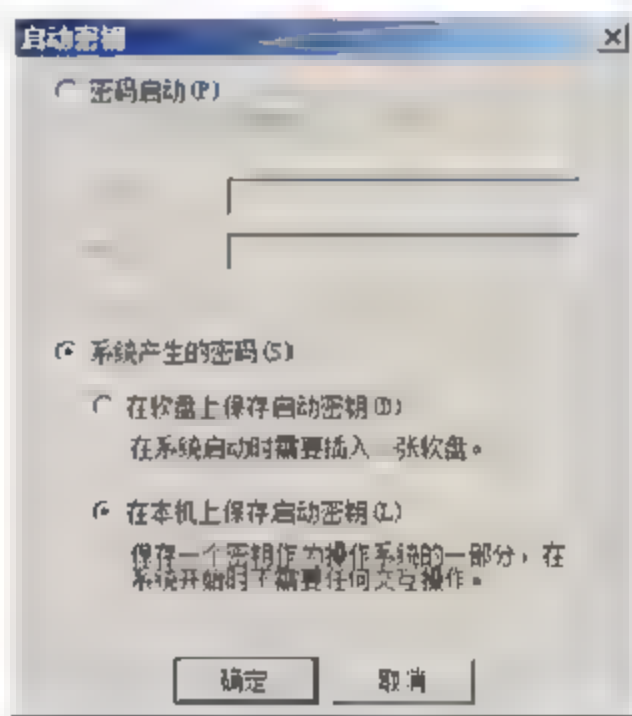 启动密钥
密码启动(P)
系统产生的密码(S)
在软盘上保存启动密钥(D)
在系统启动时需要插入一张软盘。
在本机上保存启动密钥(L)
保存一个密钥作为操作系统的一部分，在
系统开始时不需要任何交互操作。
确定
取消